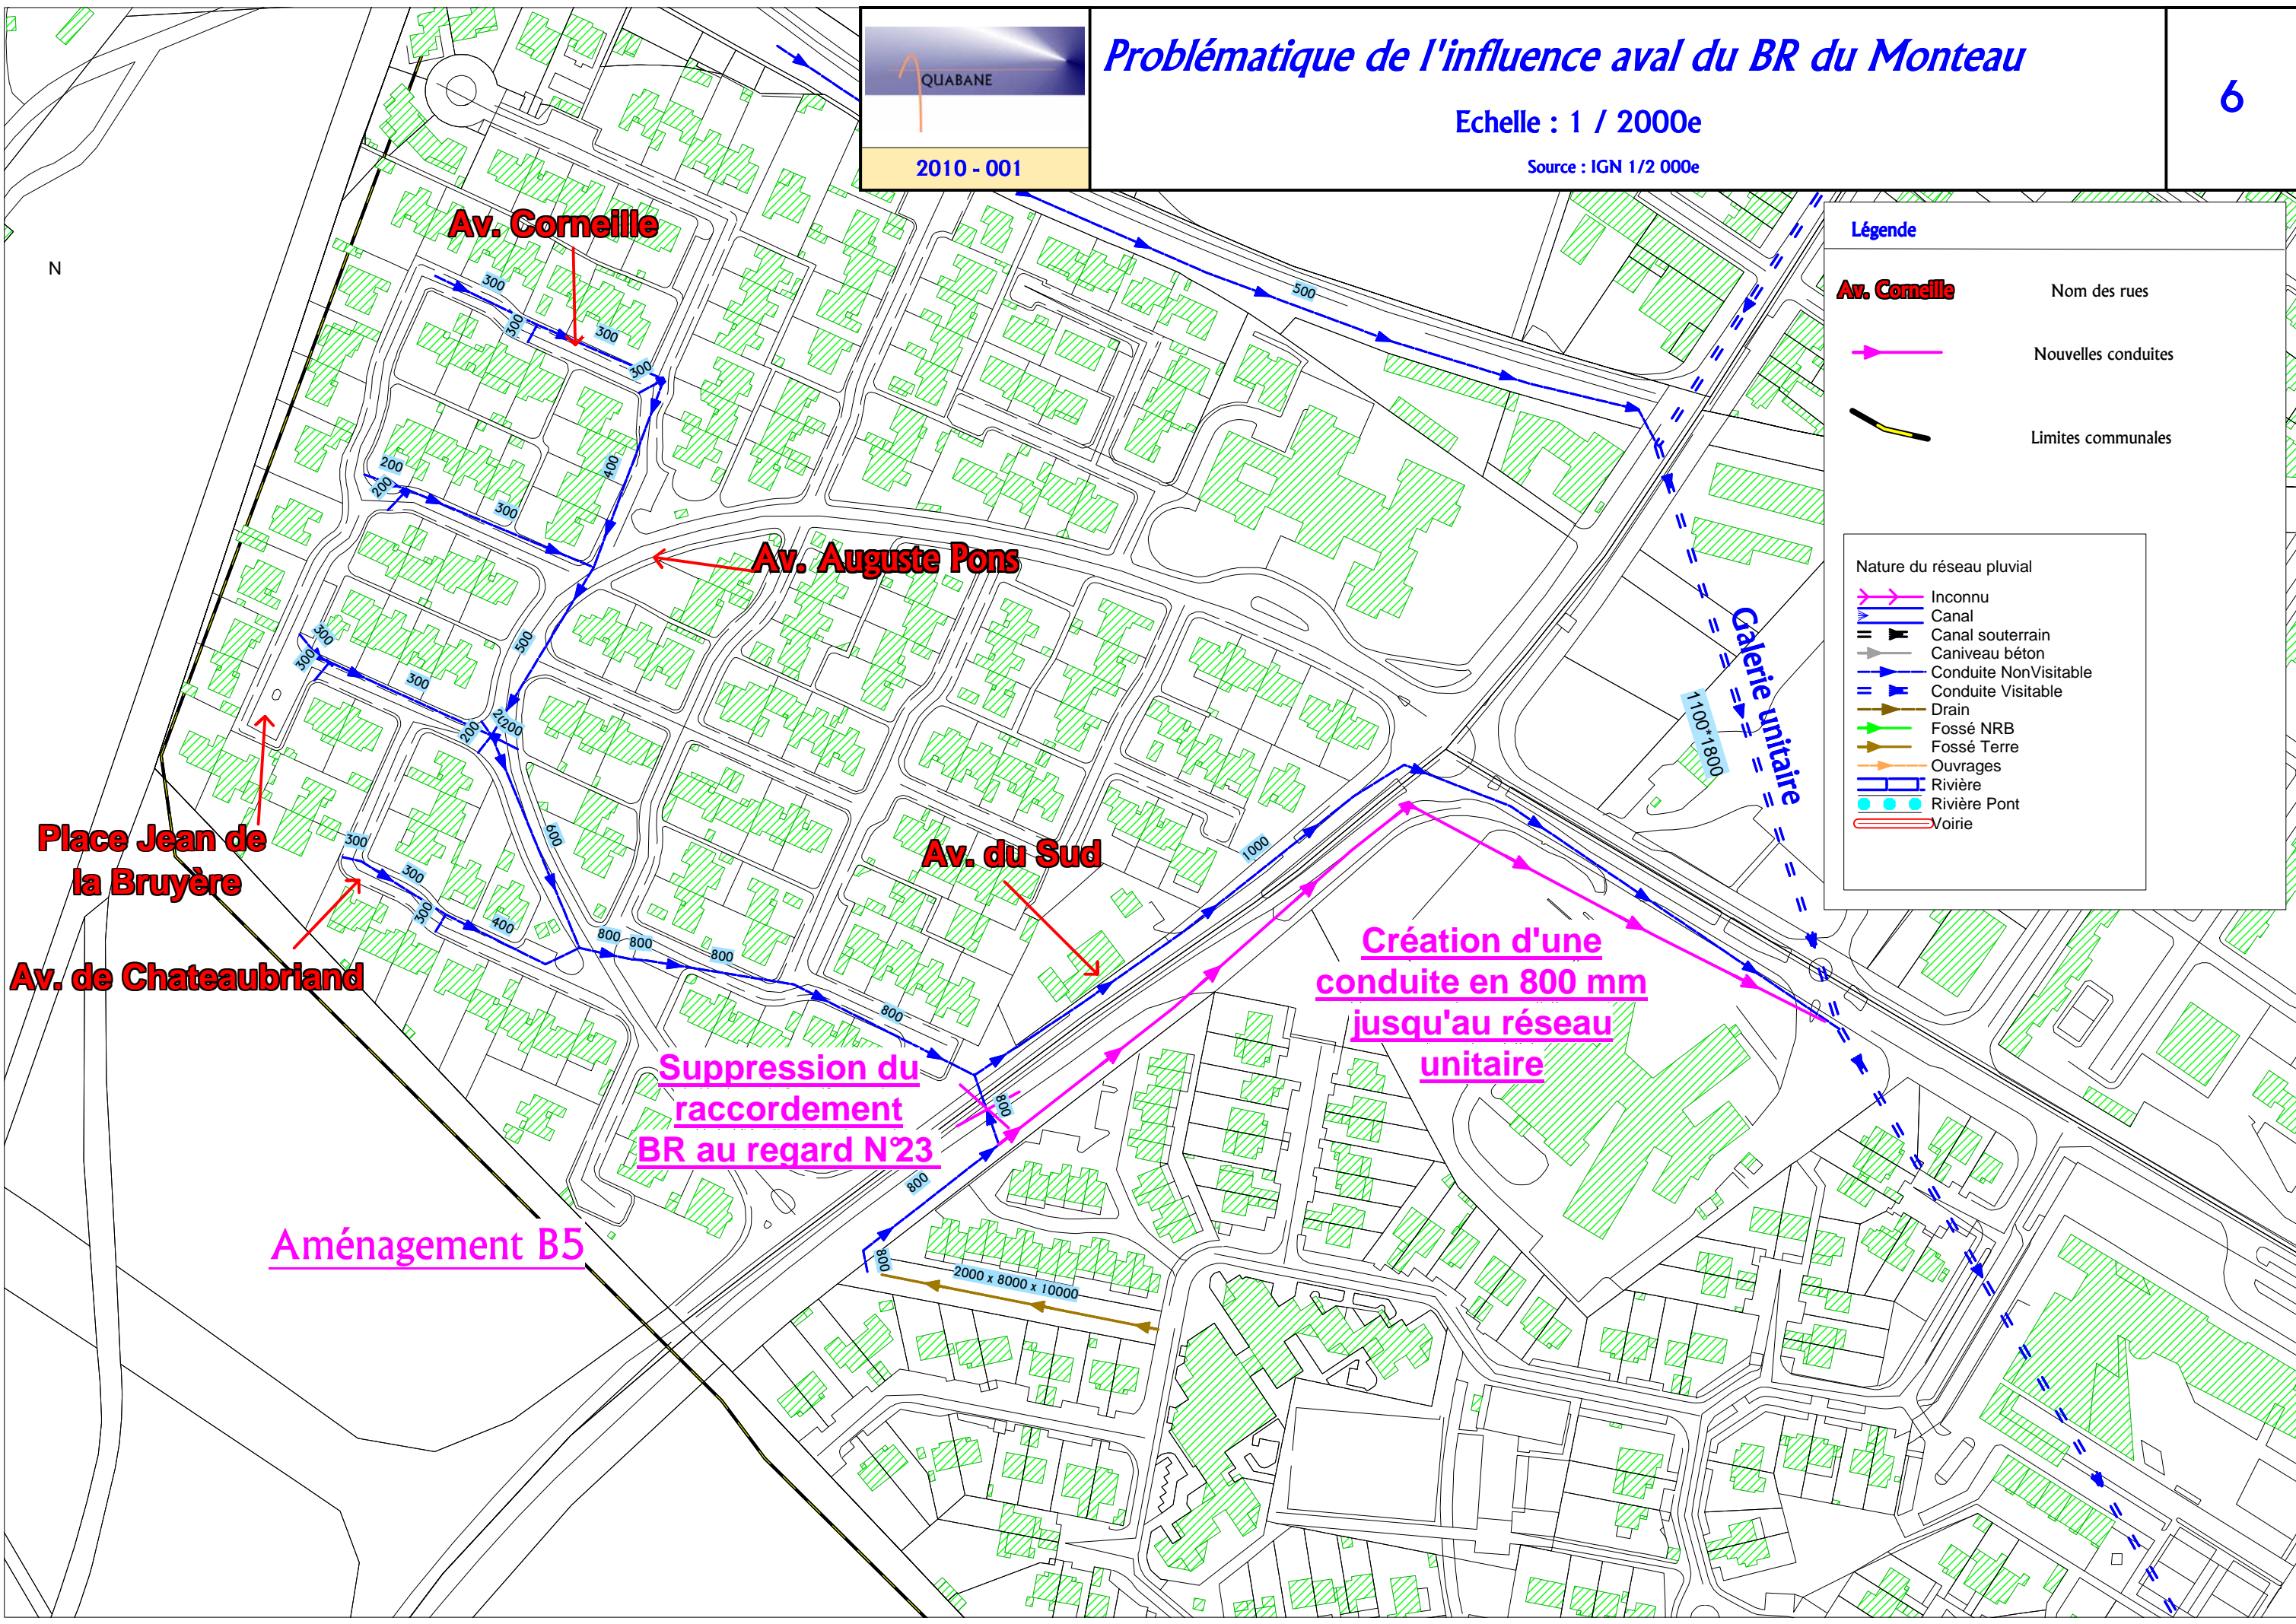 QUABANE
2010 - 001
Problématique de l'influence aval du BR du Monteau
Echelle : 1 / 2000e
Source : IGN 1/2 000e
6
N
Légende
Av. Corneille
Nom des rues
Nouvelles conduites
Limites communales
Nature du réseau pluvial
Inconnu
Canal
Canal souterrain
Caniveau béton
Conduite NonVisitable
Conduite Visitable
Drain
Fossé NRB
Fossé Terre
Ouvrages
Rivière
Rivière Pont
Voirie
Av. Corneille
300
300
300
300
500
400
200
200
300
Av. Auguste Pons
500
300
300
300
200
200
200
600
Galerie unitaire
1100*1800
Place Jean de
la Bruyère
300
300
300
400
Av. de Chateaubriand
800
800
800
800
Av. du Sud
1000
Création d'une
conduite en 800 mm
jusqu'au réseau
unitaire
Suppression du
raccordement
BR au regard N°23
800
800
800
2000 x 8000 x 10000
Aménagement B5